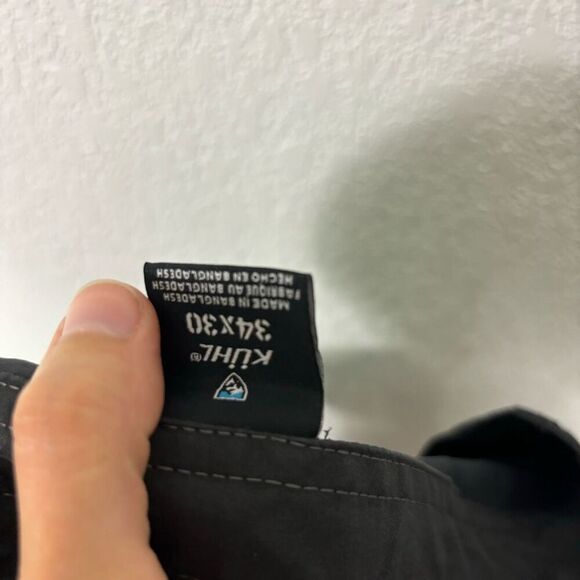 KÜHL®
34X30
MADE IN BANGLADESH
FABRIQUE AU BANGLADESH
HECHO EN BANGLADESH